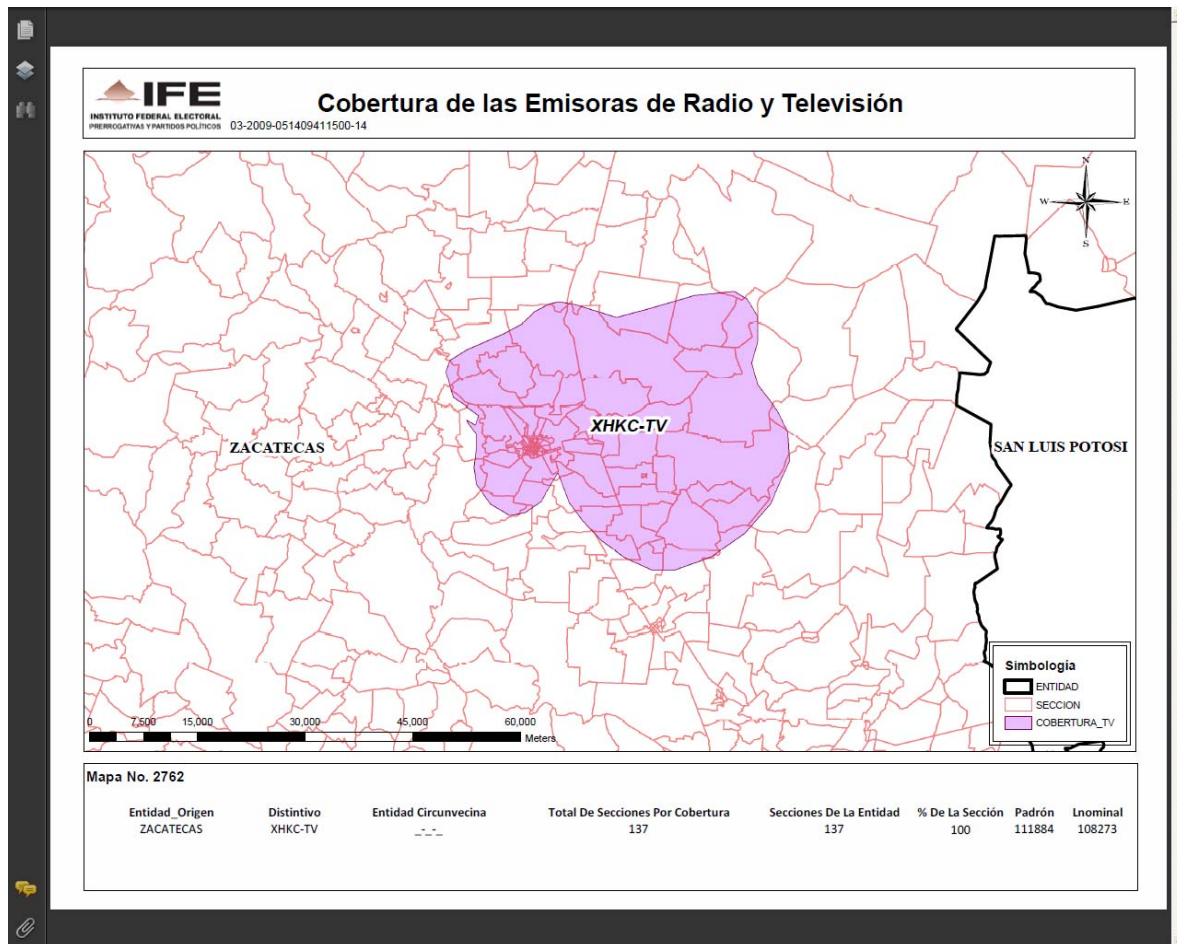 IFE
INSTITUTO FEDERAL ELECTORAL
PRERROGATIVAS Y PARTIDOS POLÍTICOS
03-2009-051409411500-14
Cobertura de las Emisoras de Radio y Televisión
N
W E
S
XHKC-TV
ZACATECAS
SAN LUIS POTOSI
Simbología
ENTIDAD
SECCION
COBERTURA_TV
0 7,500 15,000 30,000 45,000 60,000
Meters
Mapa No. 2762
Entidad_Origen Distintivo Entidad Circunvecina Total De Secciones Por Cobertura Secciones De La Entidad % De La Sección Padrón Lnominal
ZACATECAS XHKC-TV _-_-_ 137 137 100 111884 108273